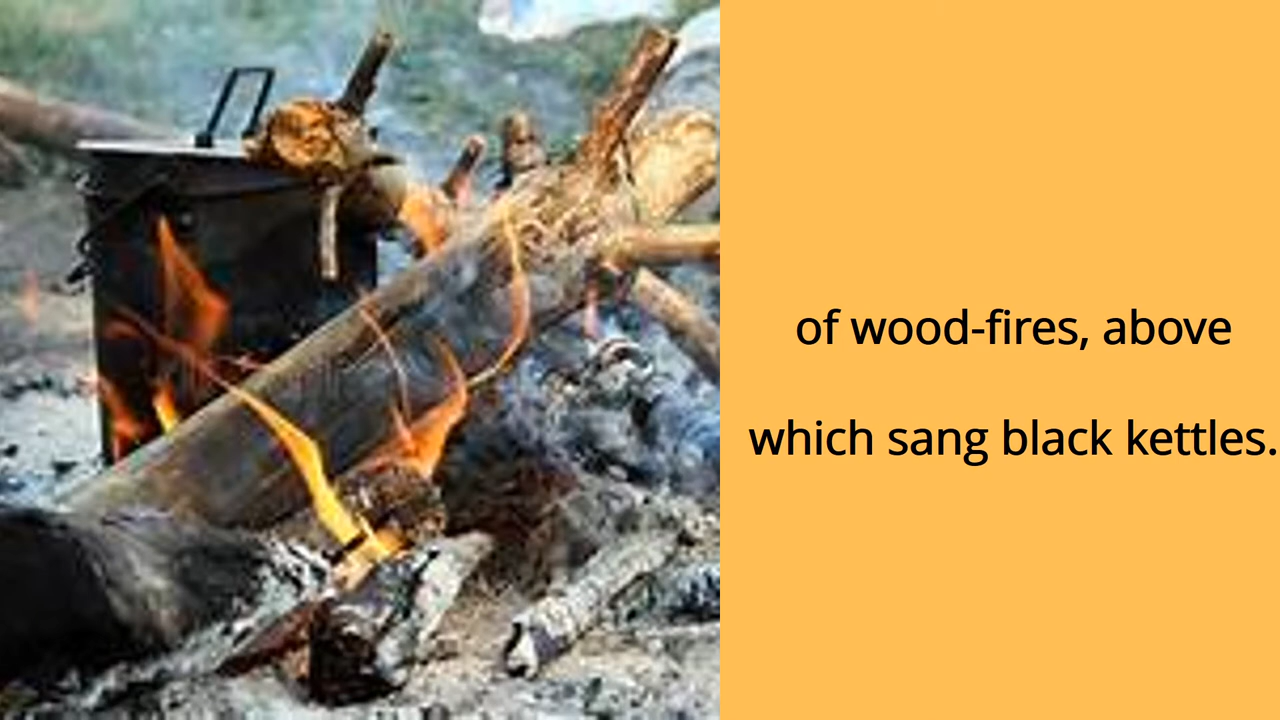 of wood-fires, above
which sang black kettles.